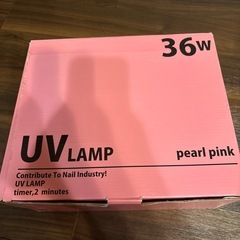 36W
UV LAMP
pearl pink
Contribute To Nail Industry!
UV LAMP
timer,2 minutes